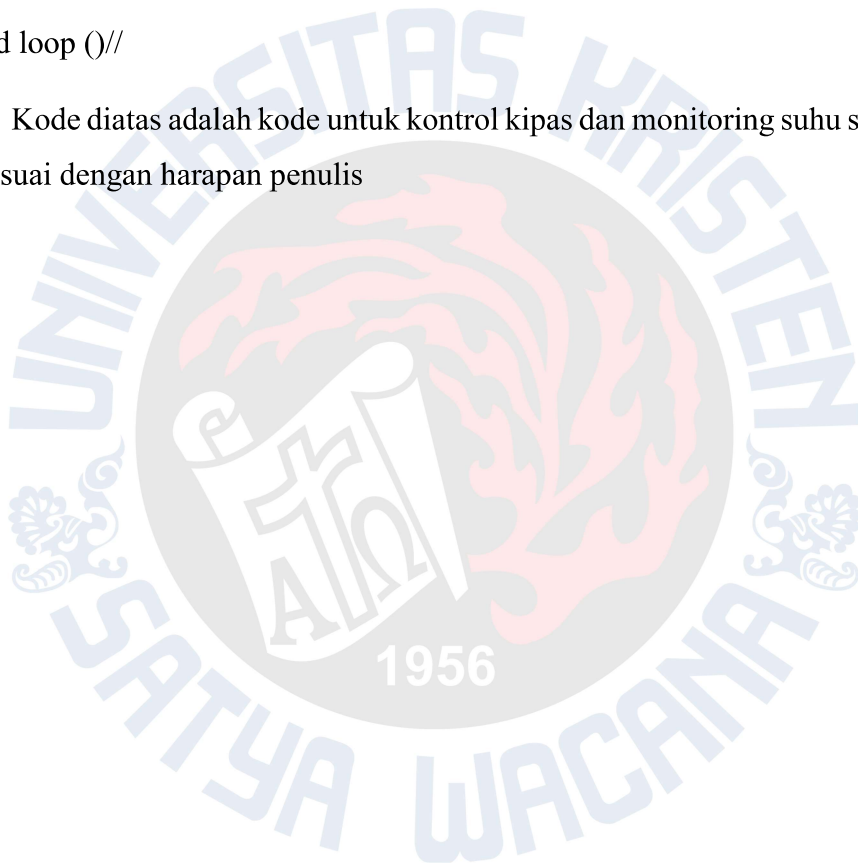 d loop ()//
Kode diatas adalah kode untuk kontrol kipas dan monitoring suhu s
suai dengan harapan penulis
UNIVERSITAS KRISTEN
A Ω
1956
SATYA WACANA